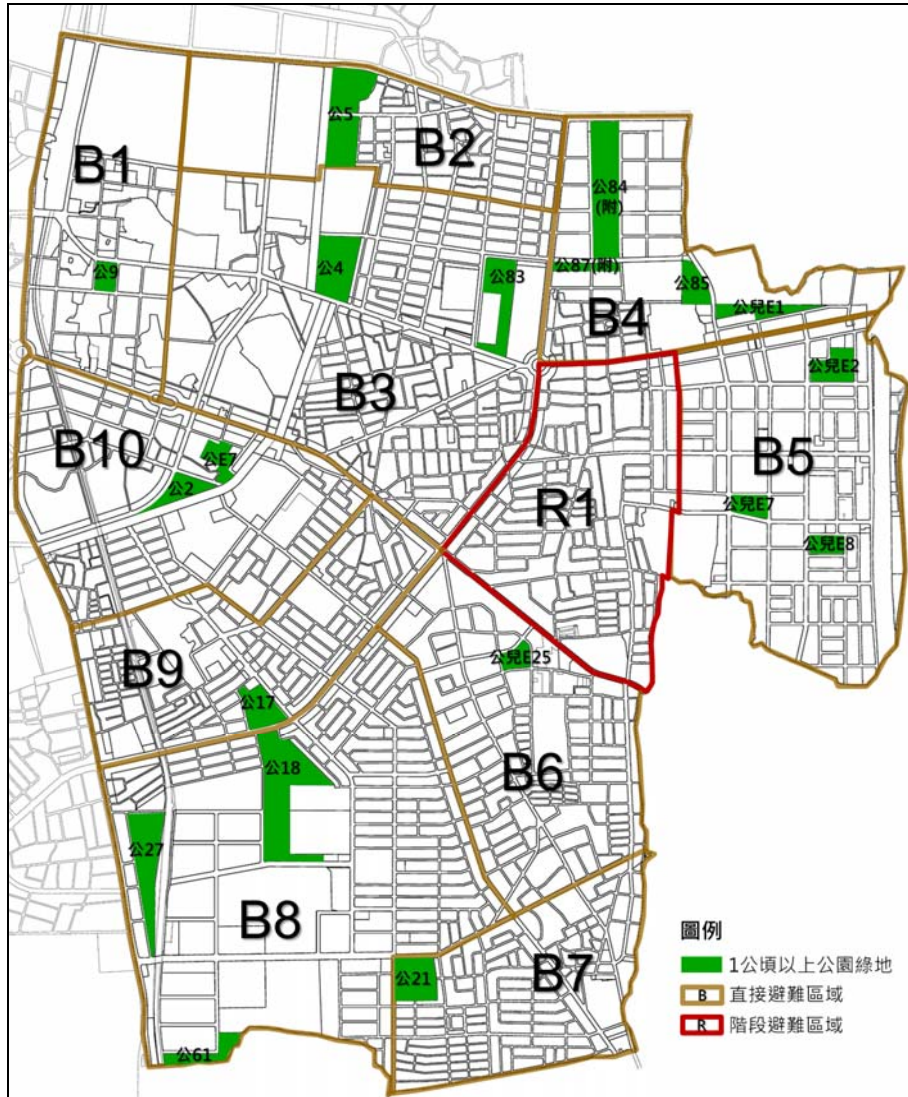 公5
B2
B1
公84
(附)
公9
公4
公83
公87(附)
公85
公兒E1
B4
公兒E2
B3
B10
公E7
公2
B5
R1
公兒E7
公兒E8
B9
公兒E25
公17
公18
B6
公27
B8
公21
B7
公61
圖例
1公頃以上公園綠地
B 直接避難區域
R 階段避難區域